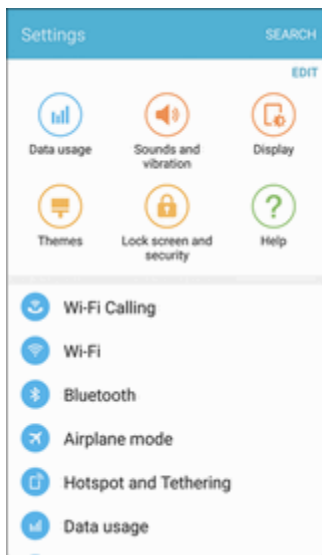 Settings SEARCH
EDIT
Data usage Sounds and Display
vibration
Themes Lock screen and Help
security
Wi-Fi Calling
Wi-Fi
Bluetooth
Airplane mode
Hotspot and Tethering
Data usage